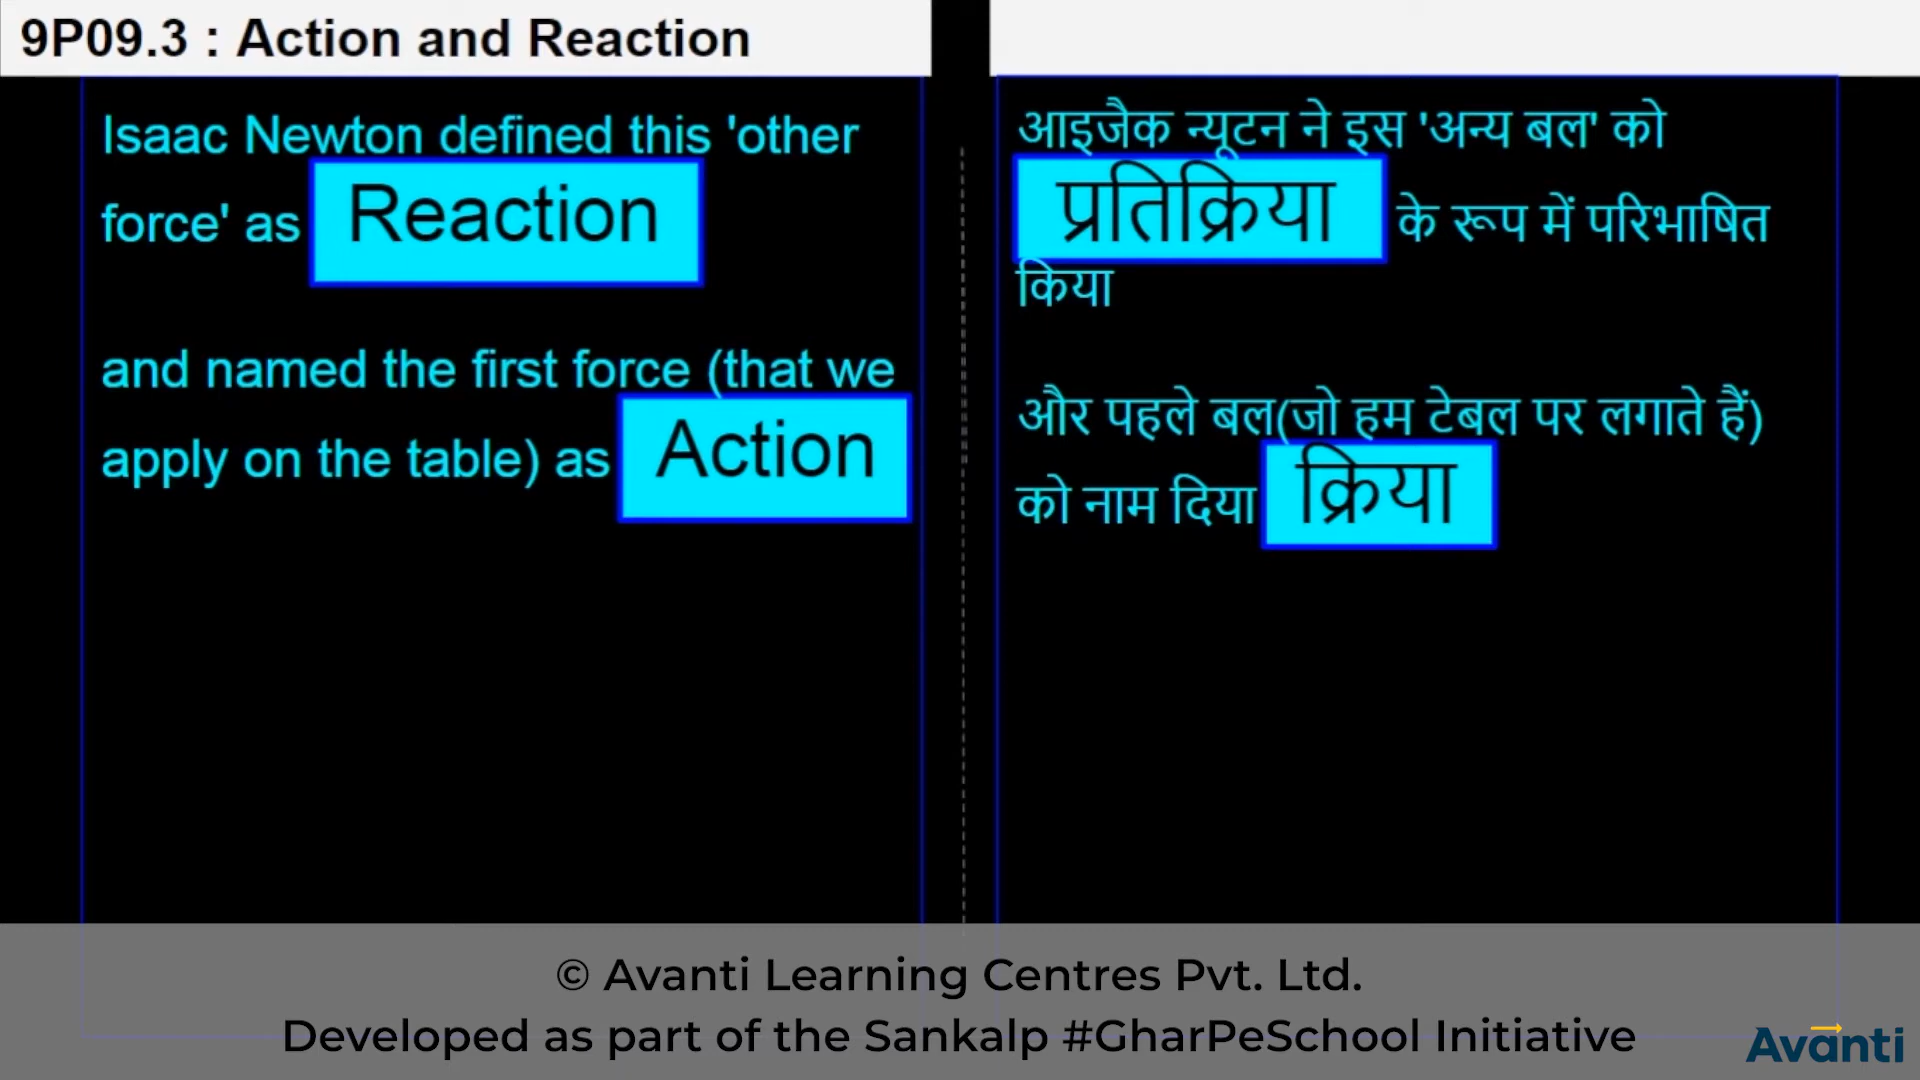 9P09.3 : Action and Reaction
Isaac Newton defined this 'other
force' as Reaction
and named the first force (that we
apply on the table) as Action
आइजैक न्यूटन ने इस 'अन्य बल' को
प्रतिक्रिया के रूप में परिभाषित
किया
और पहले बल(जो हम टेबल पर लगाते हैं)
को नाम दिया क्रिया
© Avanti Learning Centres Pvt. Ltd.
Developed as part of the Sankalp #GharPeSchool Initiative
Avanti